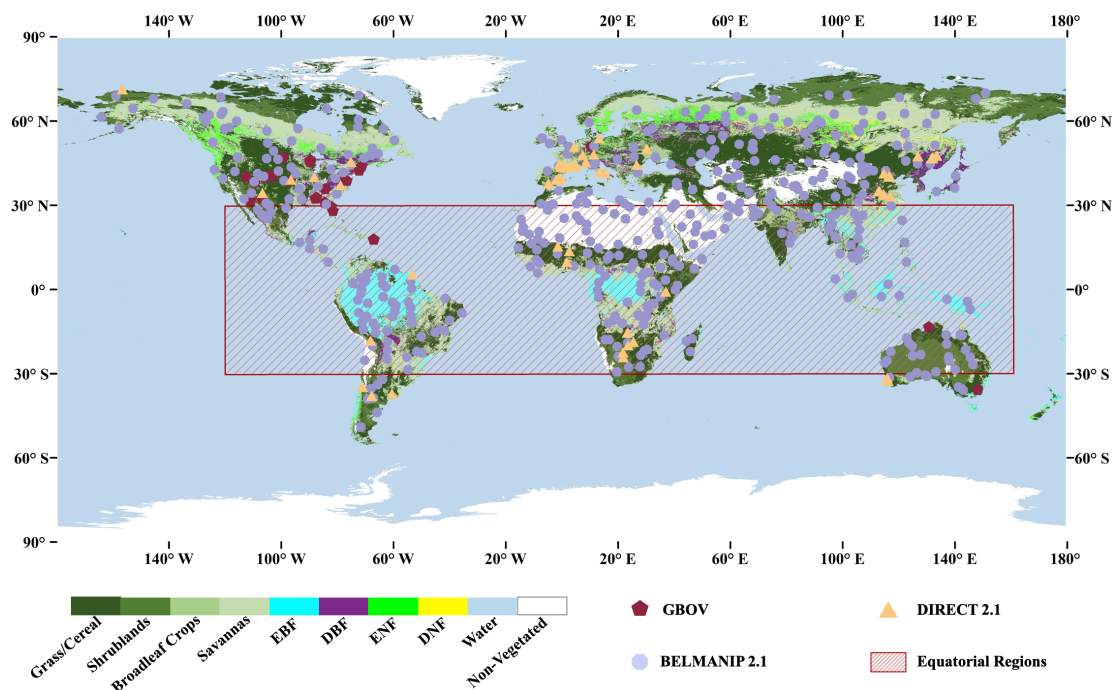 140° W 100° W 60° W 20° W 20° E 60° E 100° E 140° E 180°
90° 90°
60° N 60° N
30° N 30° N
0° 0°
30° S 30° S
60° S 60° S
90° 90°
140° W 100° W 60° W 20° W 20° E 60° E 100° E 140° E 180°
Grass/Cereal
Shrublands
Broadleaf Crops
Savannas
EBF
DBF
ENF
DNF
Water
Non-Vegetated
GBOV
DIRECT 2.1
BELMANIP 2.1
Equatorial Regions